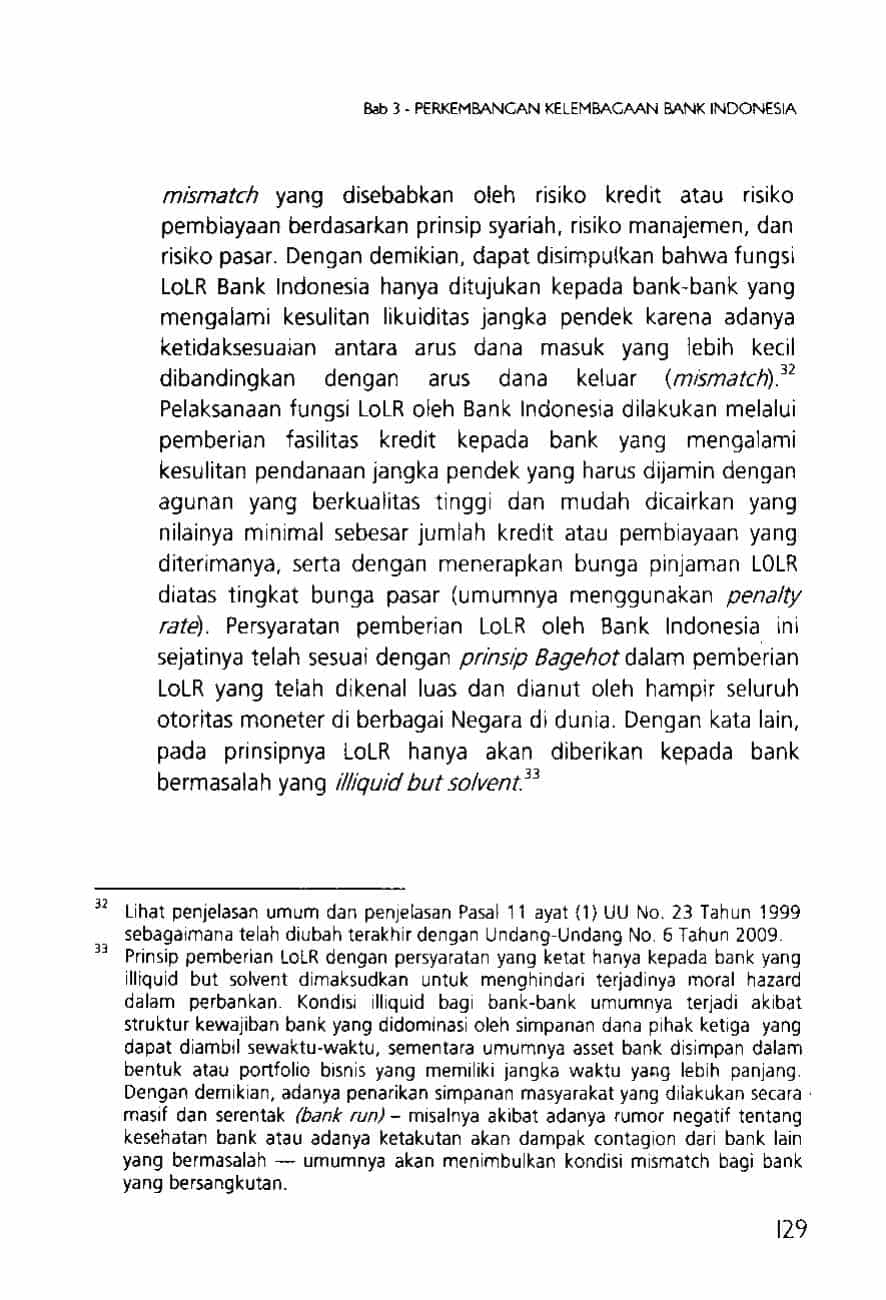 Bab 3 - PERKEMBANGAN KELEMBAGAAN BANK INDONESIA
mismatch yang disebabkan oleh risiko kredit atau risiko
pembiayaan berdasarkan prinsip syariah, risiko manajemen, dan
risiko pasar. Dengan demikian, dapat disimpulkan bahwa fungsi
LoLR Bank Indonesia hanya ditujukan kepada bank-bank yang
mengalami kesulitan likuiditas jangka pendek karena adanya
ketidaksesuaian antara arus dana masuk yang lebih kecil
dibandingkan dengan arus dana keluar (mismatch).32
Pelaksanaan fungsi LoLR oleh Bank Indonesia dilakukan melalui
pemberian fasilitas kredit kepada bank yang mengalami
kesulitan pendanaan jangka pendek yang harus dijamin dengan
agunan yang berkualitas tinggi dan mudah dicairkan yang
nilainya minimal sebesar jumlah kredit atau pembiayaan yang
diterimanya, serta dengan menerapkan bunga pinjaman LOLR
diatas tingkat bunga pasar (umumnya menggunakan penalty
rate). Persyaratan pemberian LoLR oleh Bank Indonesia ini
sejatinya telah sesuai dengan prinsip Bagehot dalam pemberian
LoLR yang telah dikenal luas dan dianut oleh hampir seluruh
otoritas moneter di berbagai Negara di dunia. Dengan kata lain,
pada prinsipnya LoLR hanya akan diberikan kepada bank
bermasalah yang illiquid but solvent.33
32 Lihat penjelasan umum dan penjelasan Pasal 11 ayat (1) UU No. 23 Tahun 1999
sebagaimana telah diubah terakhir dengan Undang-Undang No. 6 Tahun 2009.
33 Prinsip pemberian LoLR dengan persyaratan yang ketat hanya kepada bank yang
illiquid but solvent dimaksudkan untuk menghindari terjadinya moral hazard
dalam perbankan. Kondisi illiquid bagi bank-bank umumnya terjadi akibat
struktur kewajiban bank yang didominasi oleh simpanan dana pihak ketiga yang
dapat diambil sewaktu-waktu, sementara umumnya asset bank disimpan dalam
bentuk atau portfolio bisnis yang memiliki jangka waktu yang lebih panjang.
Dengan demikian, adanya penarikan simpanan masyarakat yang dilakukan secara
masif dan serentak (bank run) – misalnya akibat adanya rumor negatif tentang
kesehatan bank atau adanya ketakutan akan dampak contagion dari bank lain
yang bermasalah — umumnya akan menimbulkan kondisi mismatch bagi bank
yang bersangkutan.
129